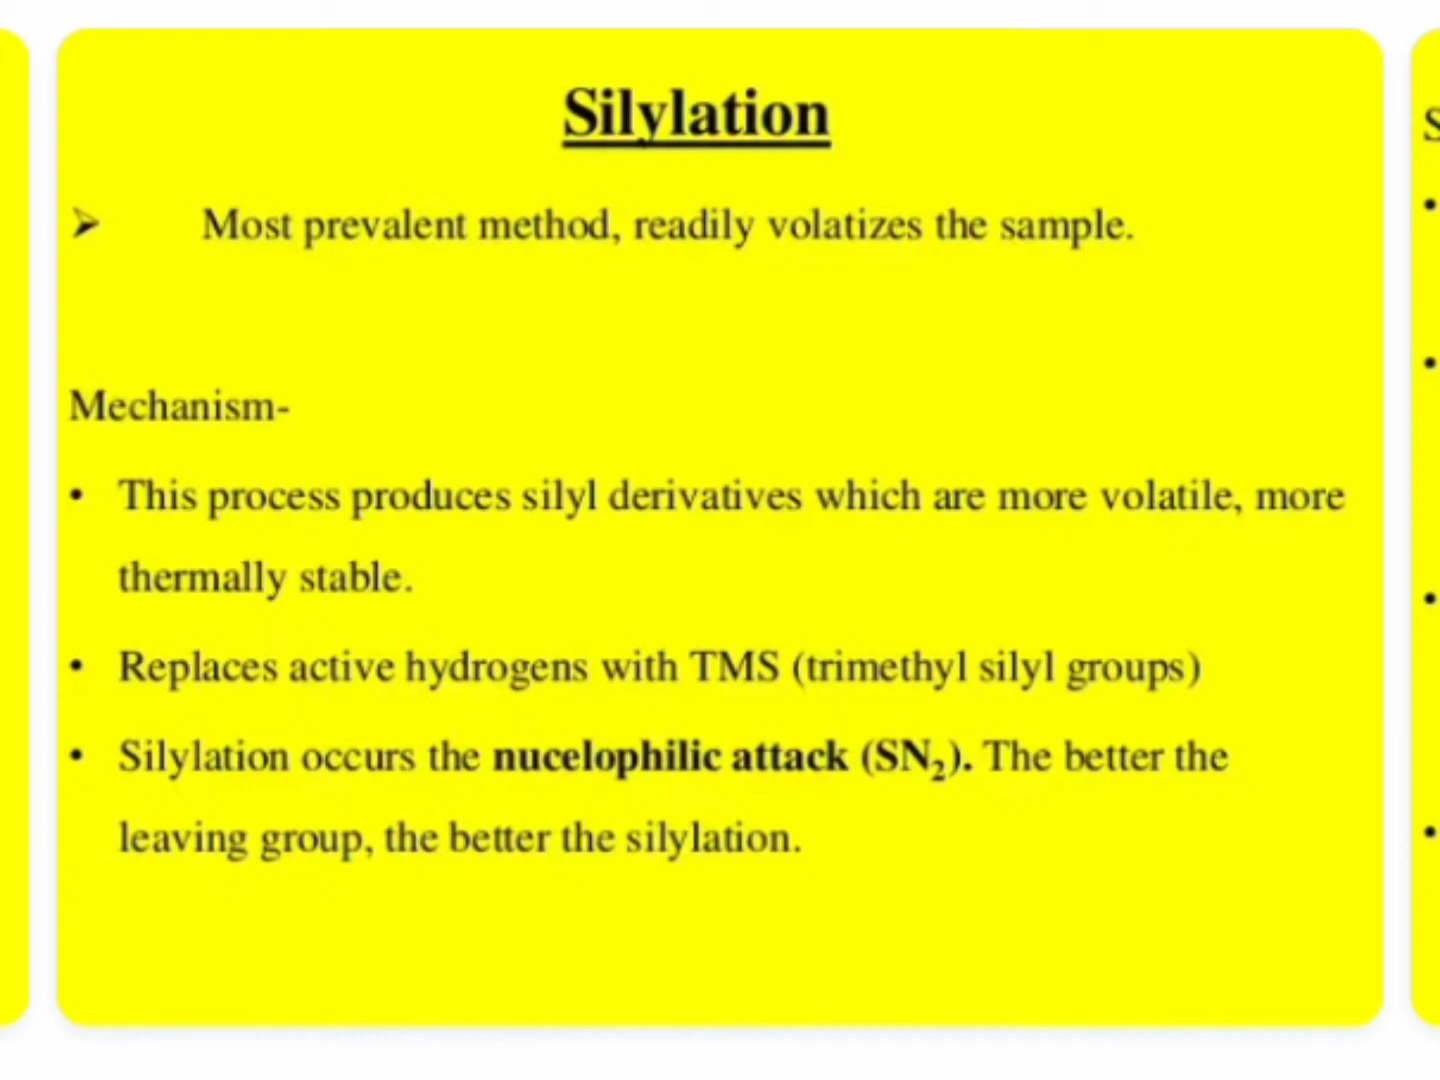 Silylation
➢ Most prevalent method, readily volatizes the sample.
Mechanism-
• This process produces silyl derivatives which are more volatile, more
thermally stable.
• Replaces active hydrogens with TMS (trimethyl silyl groups)
• Silylation occurs the nucelophilic attack (SN₂). The better the
leaving group, the better the silylation.
S
•
•
•
•